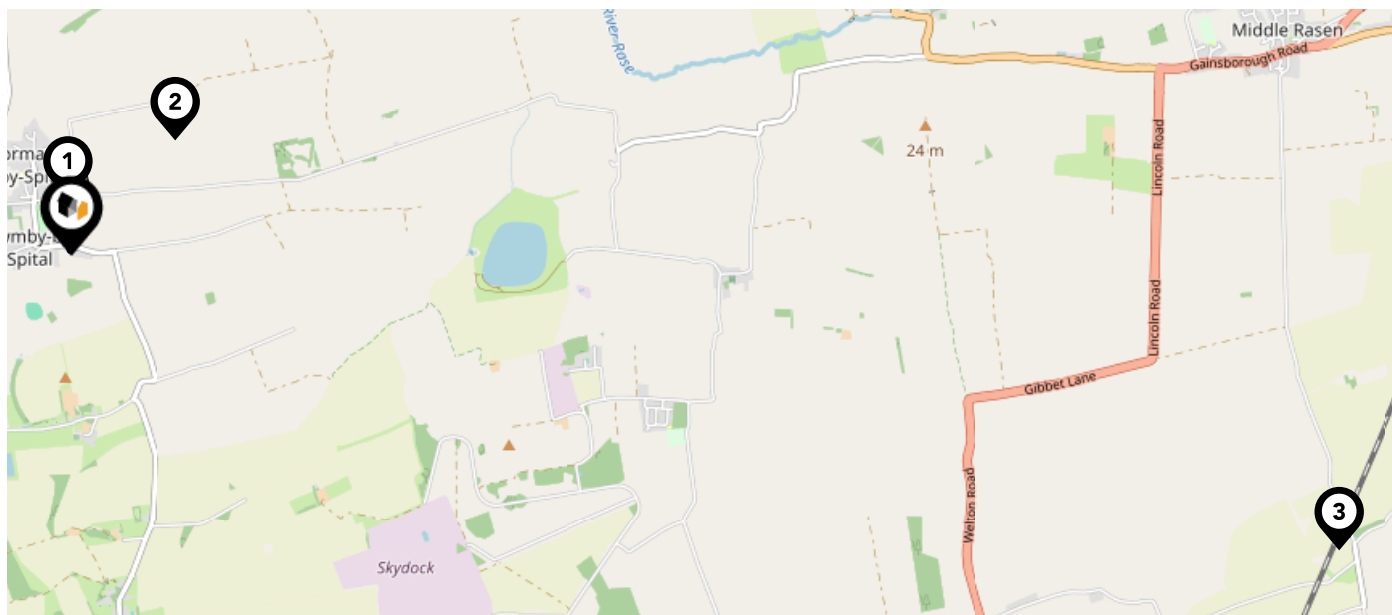 River Rase
Middle Rasen
Gainsborough Road
2
Lincoln Road
24 m
1
Spital
Lincoln Road
Gibbet Lane
Welton Road
3
Skydock